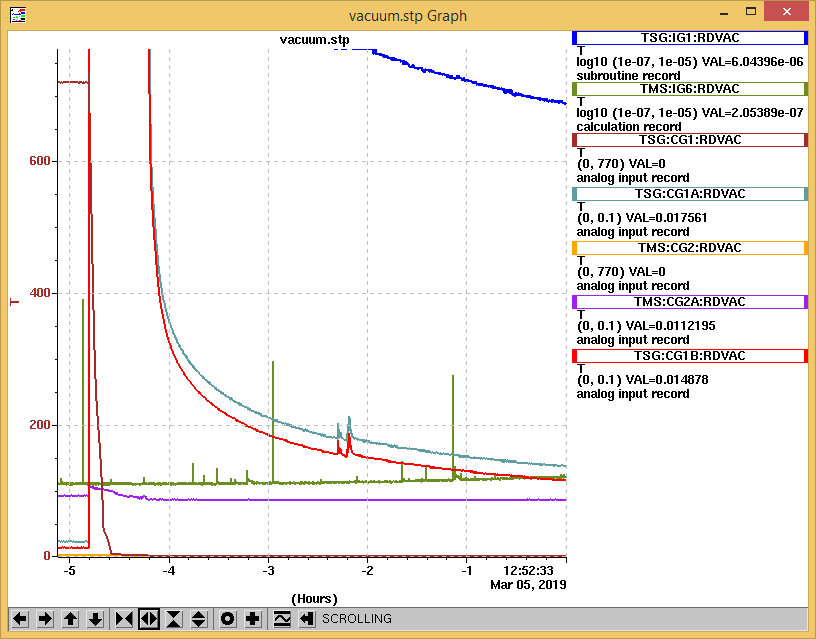 vacuum.stp Graph
vacuum.stp
600
400
T
200
0
-5
-4
-3
-2
-1
12:52:33
Mar 05, 2019
(Hours)
TSG:IG1:RDVAC
T
log10 (1e-07, 1e-05) VAL=6.04396e-06
subroutine record
TMS:IG6:RDVAC
T
log10 (1e-07, 1e-05) VAL=2.05389e-07
calculation record
TSG:CG1:RDVAC
T
(0, 770) VAL=0
analog input record
TSG:CG1A:RDVAC
T
(0, 0.1) VAL=0.017561
analog input record
TMS:CG2:RDVAC
T
(0, 770) VAL=0
analog input record
TMS:CG2A:RDVAC
T
(0, 0.1) VAL=0.0112195
analog input record
TSG:CG1B:RDVAC
T
(0, 0.1) VAL=0.014878
analog input record
SCROLLING